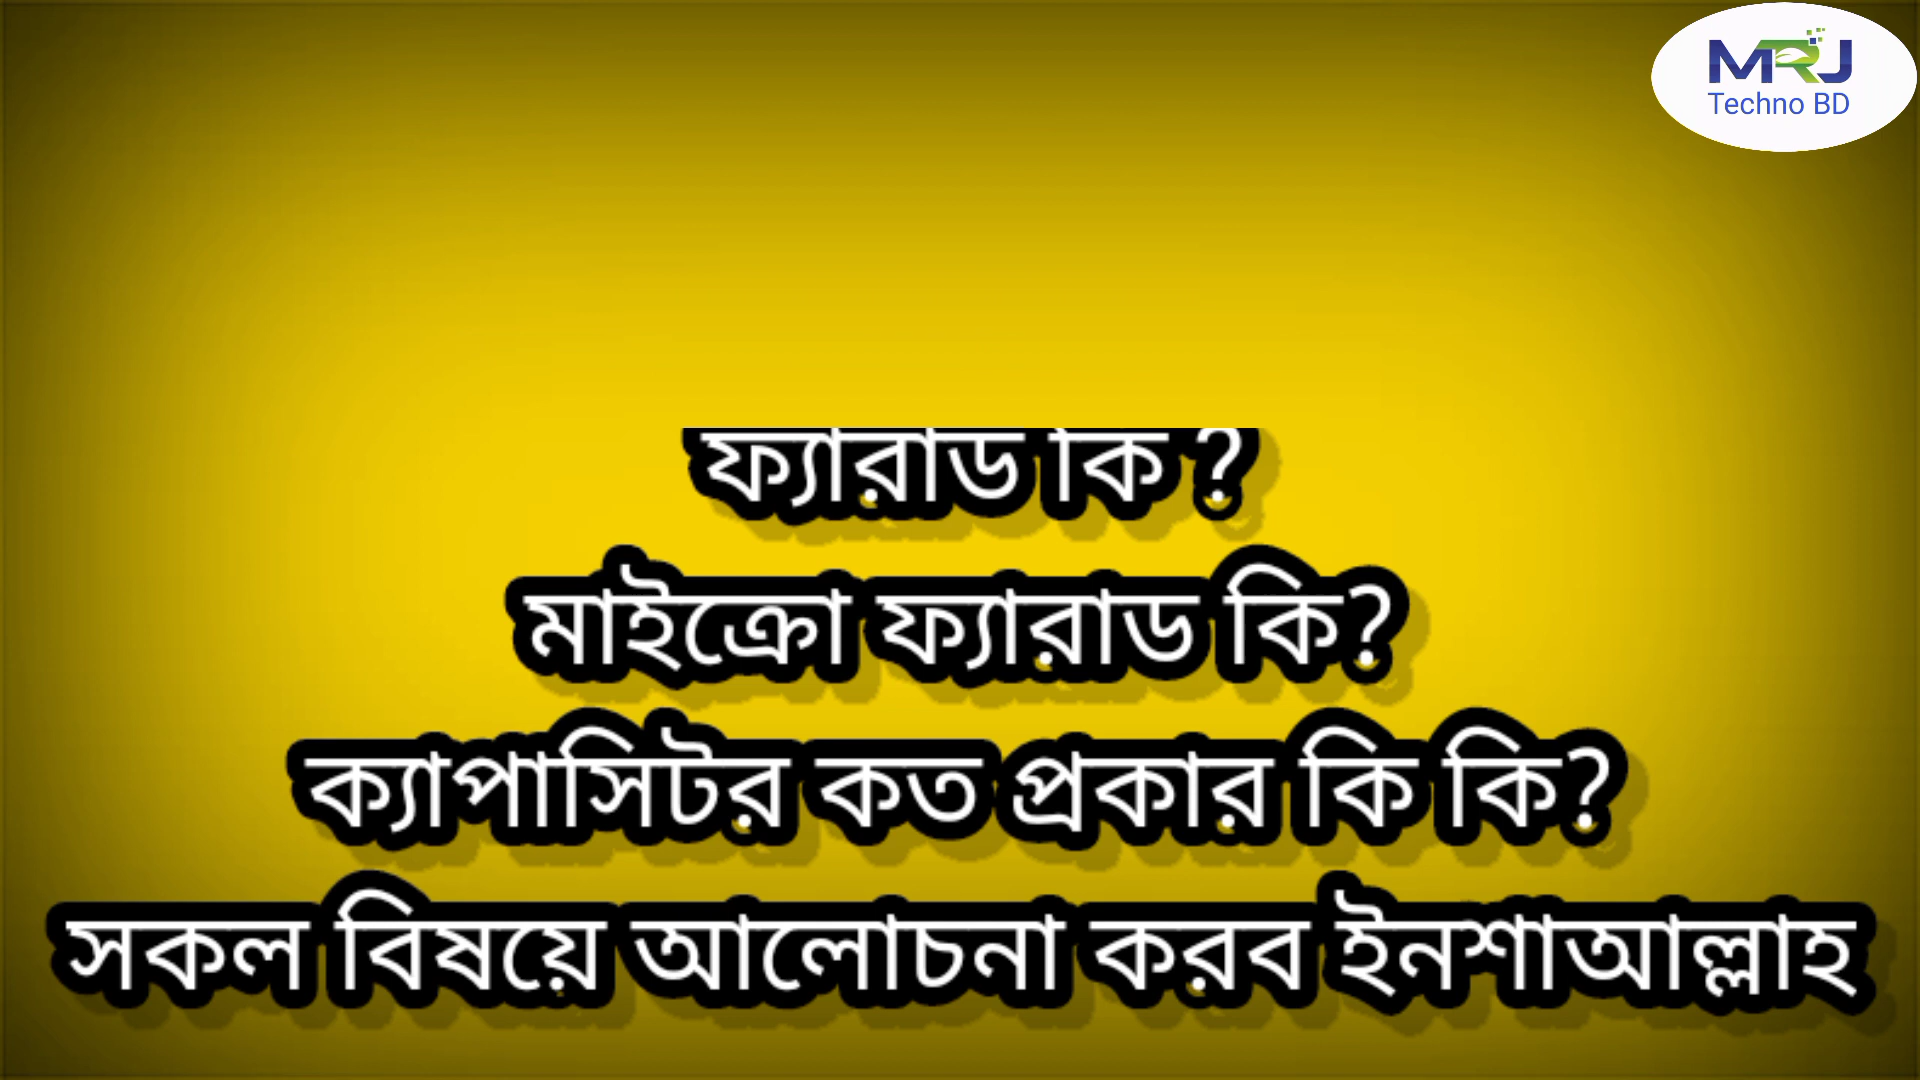 MRJ
Techno BD
ফ্যারাড কি ?
মাইক্রো ফ্যারাড কি?
ক্যাপাসিটর কত প্রকার কি কি?
সকল বিষয়ে আলোচনা করব ইনশাআল্লাহ